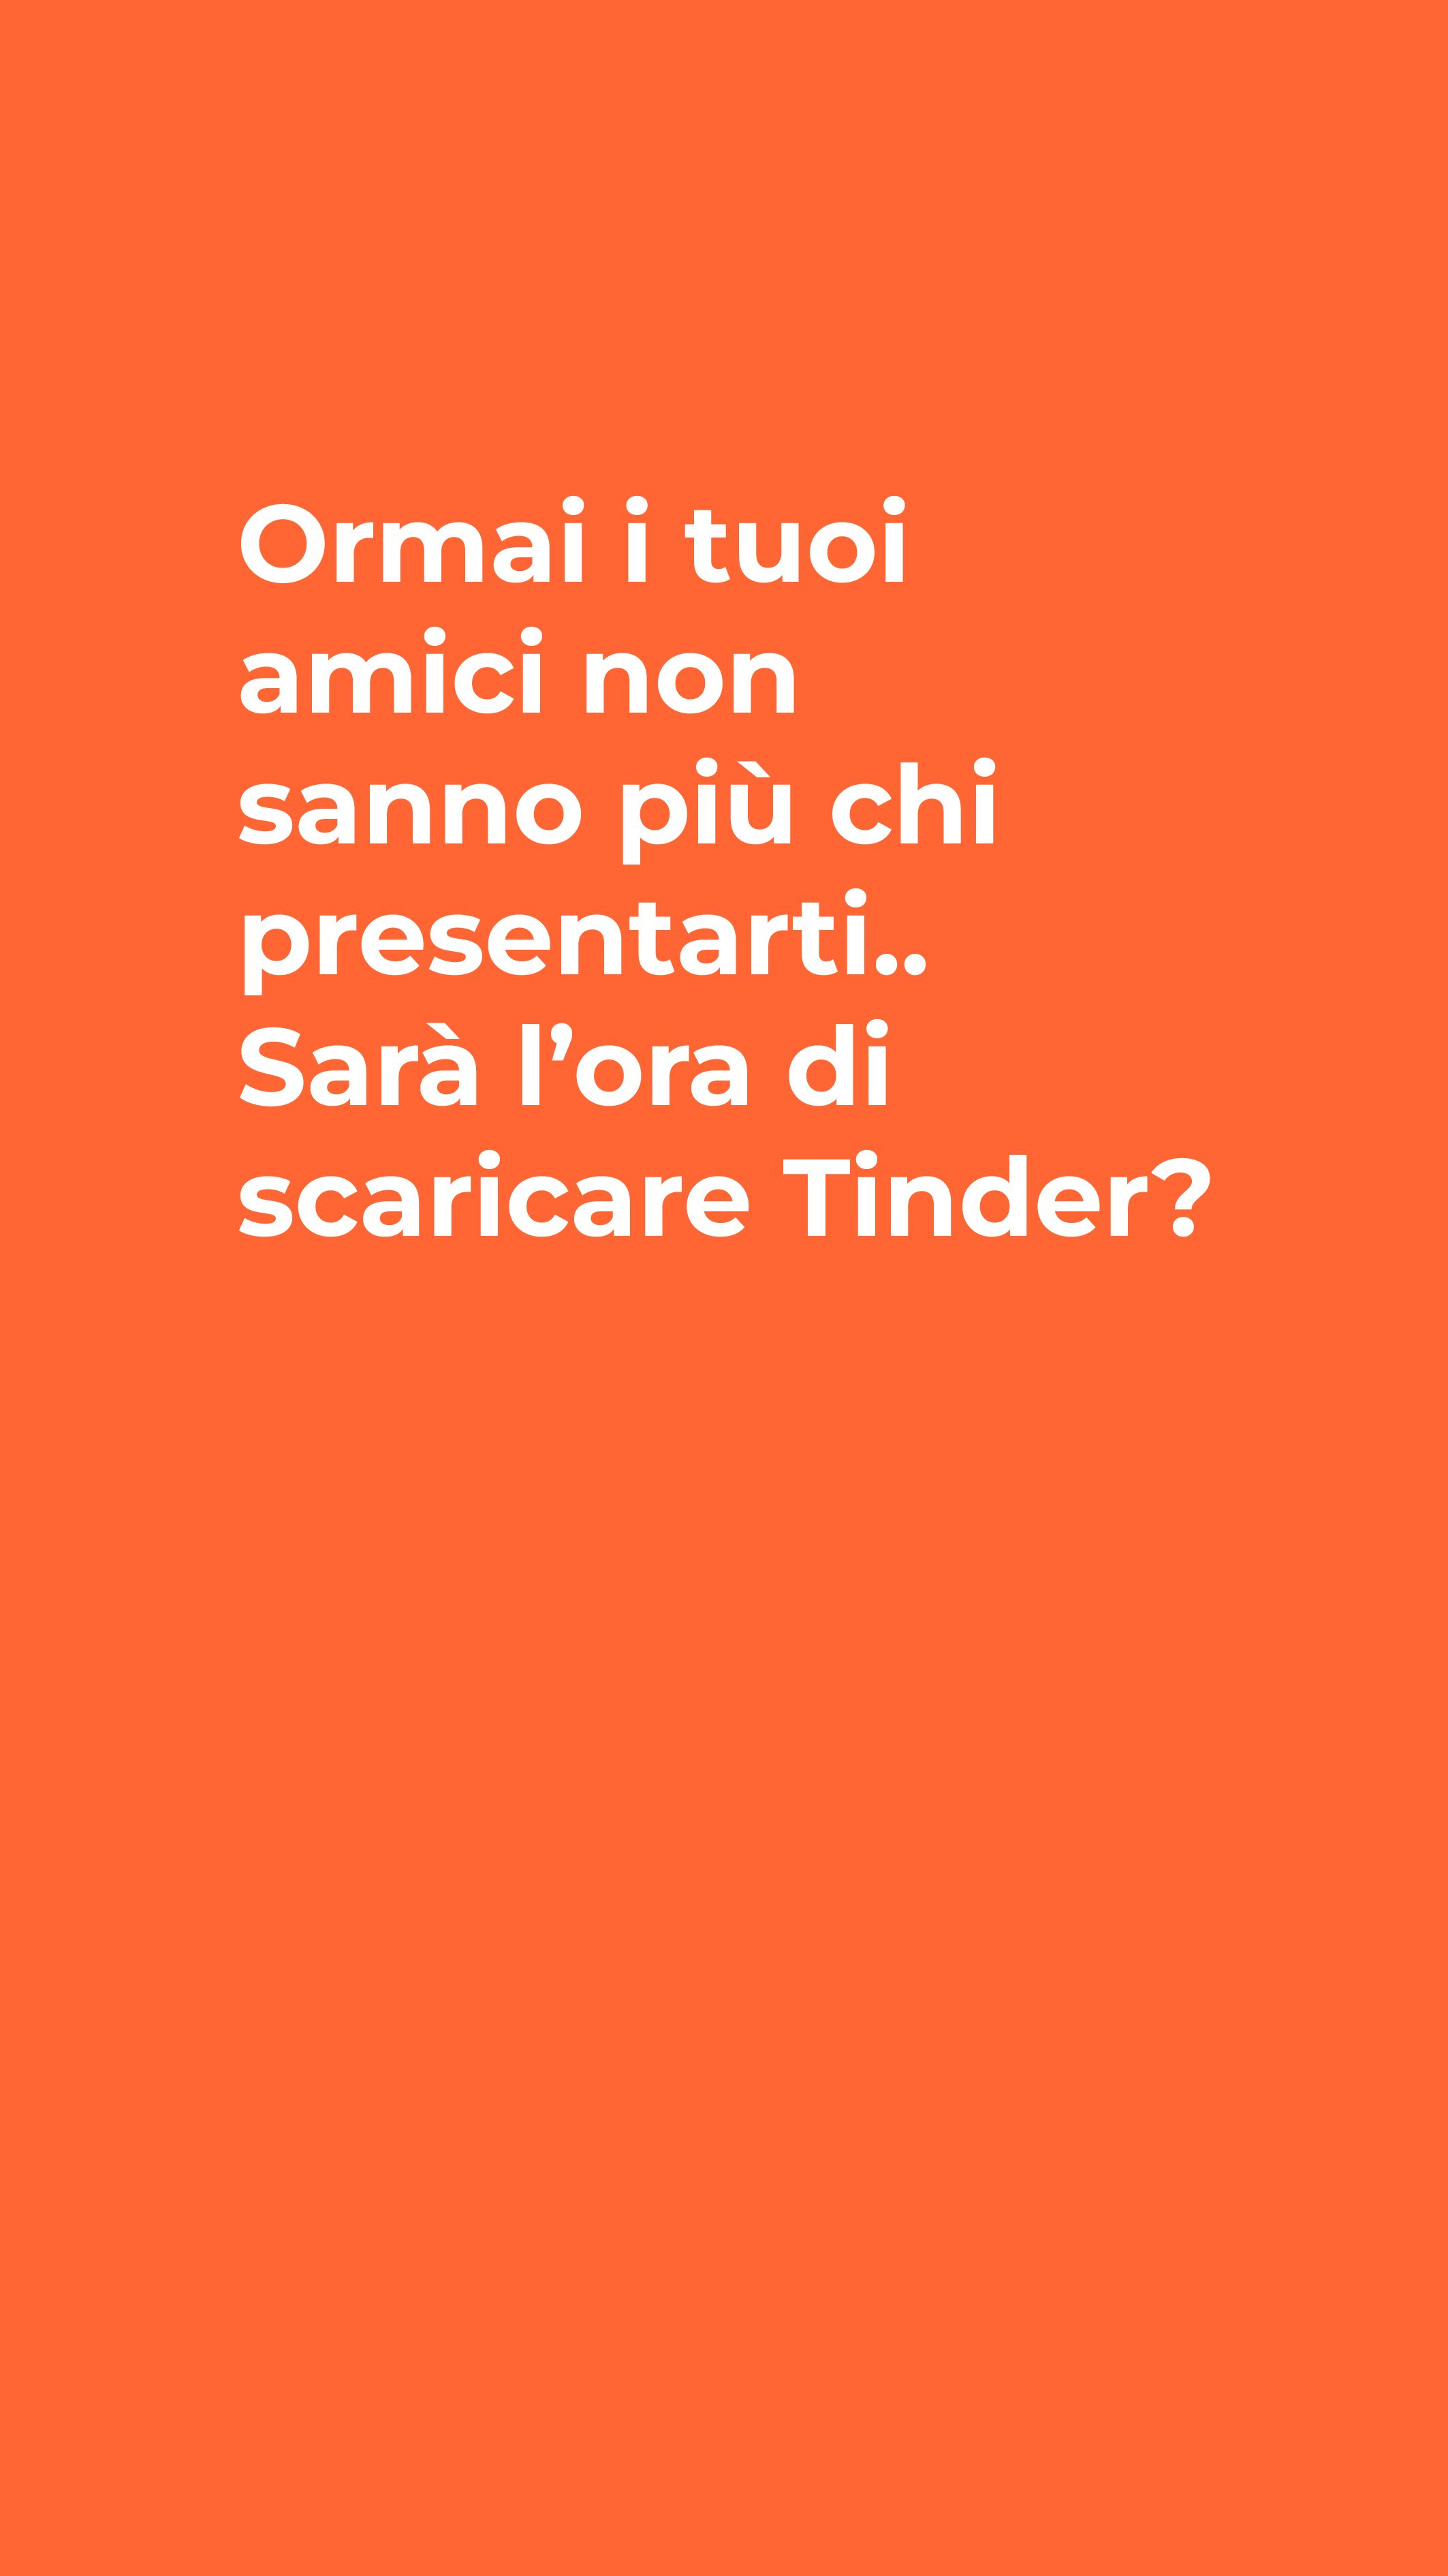 Ormai i tuoi
amici non
sanno più chi
presentarti..
Sarà l’ora di
scaricare Tinder?